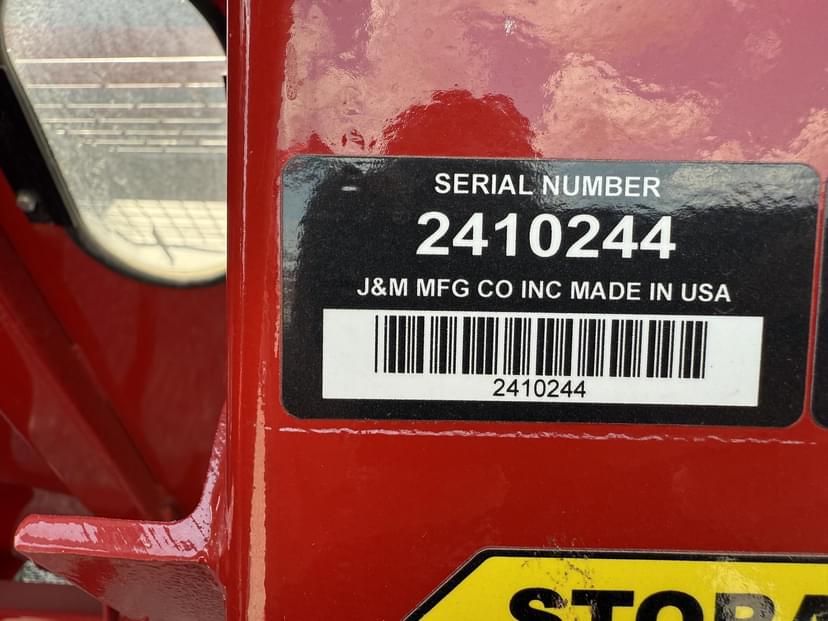 SERIAL NUMBER
2410244
J&M MFG CO INC MADE IN USA
2410244